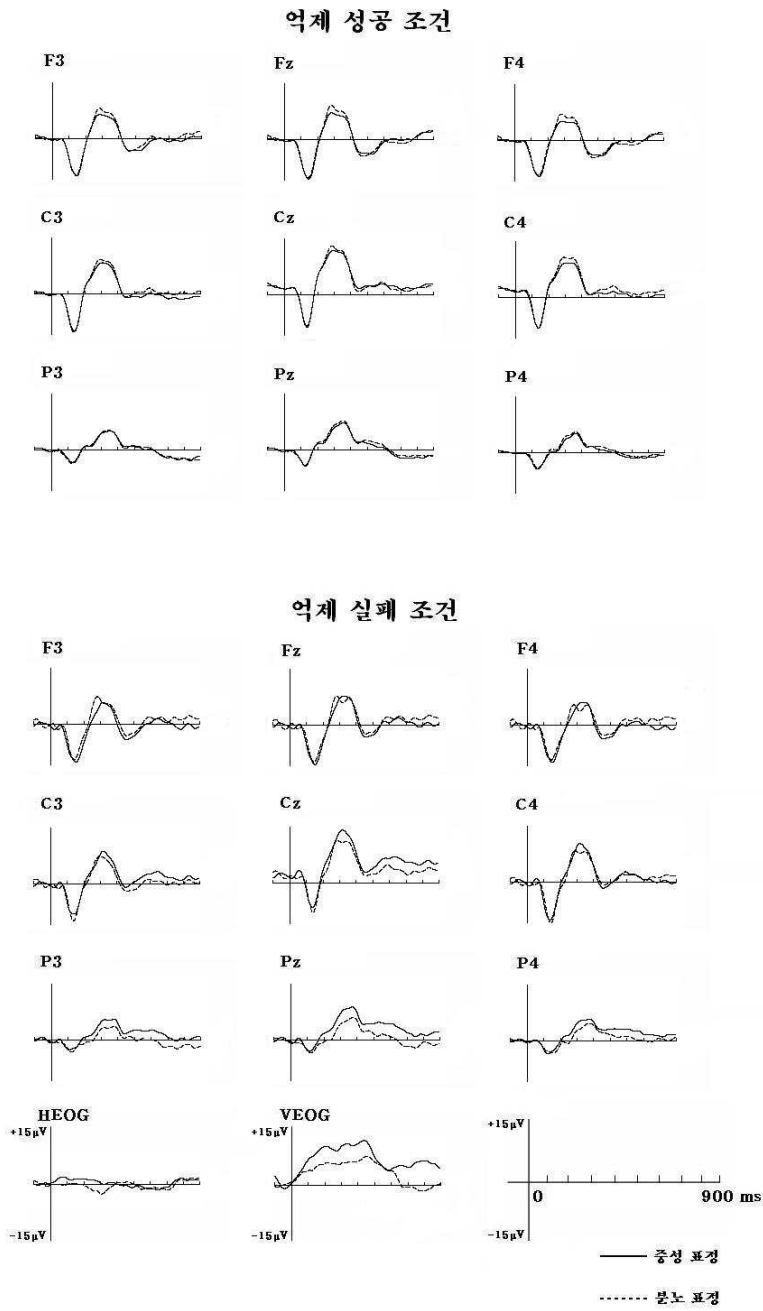 억제 성공 조건
F3 Fz F4
C3 Cz C4
P3 Pz P4
억제 실패 조건
F3 Fz F4
C3 Cz C4
P3 Pz P4
HEOG VEOG
+15μV +15μV +15μV
0 900 ms
-15μV -15μV -15μV
중성 표정
분노 표정